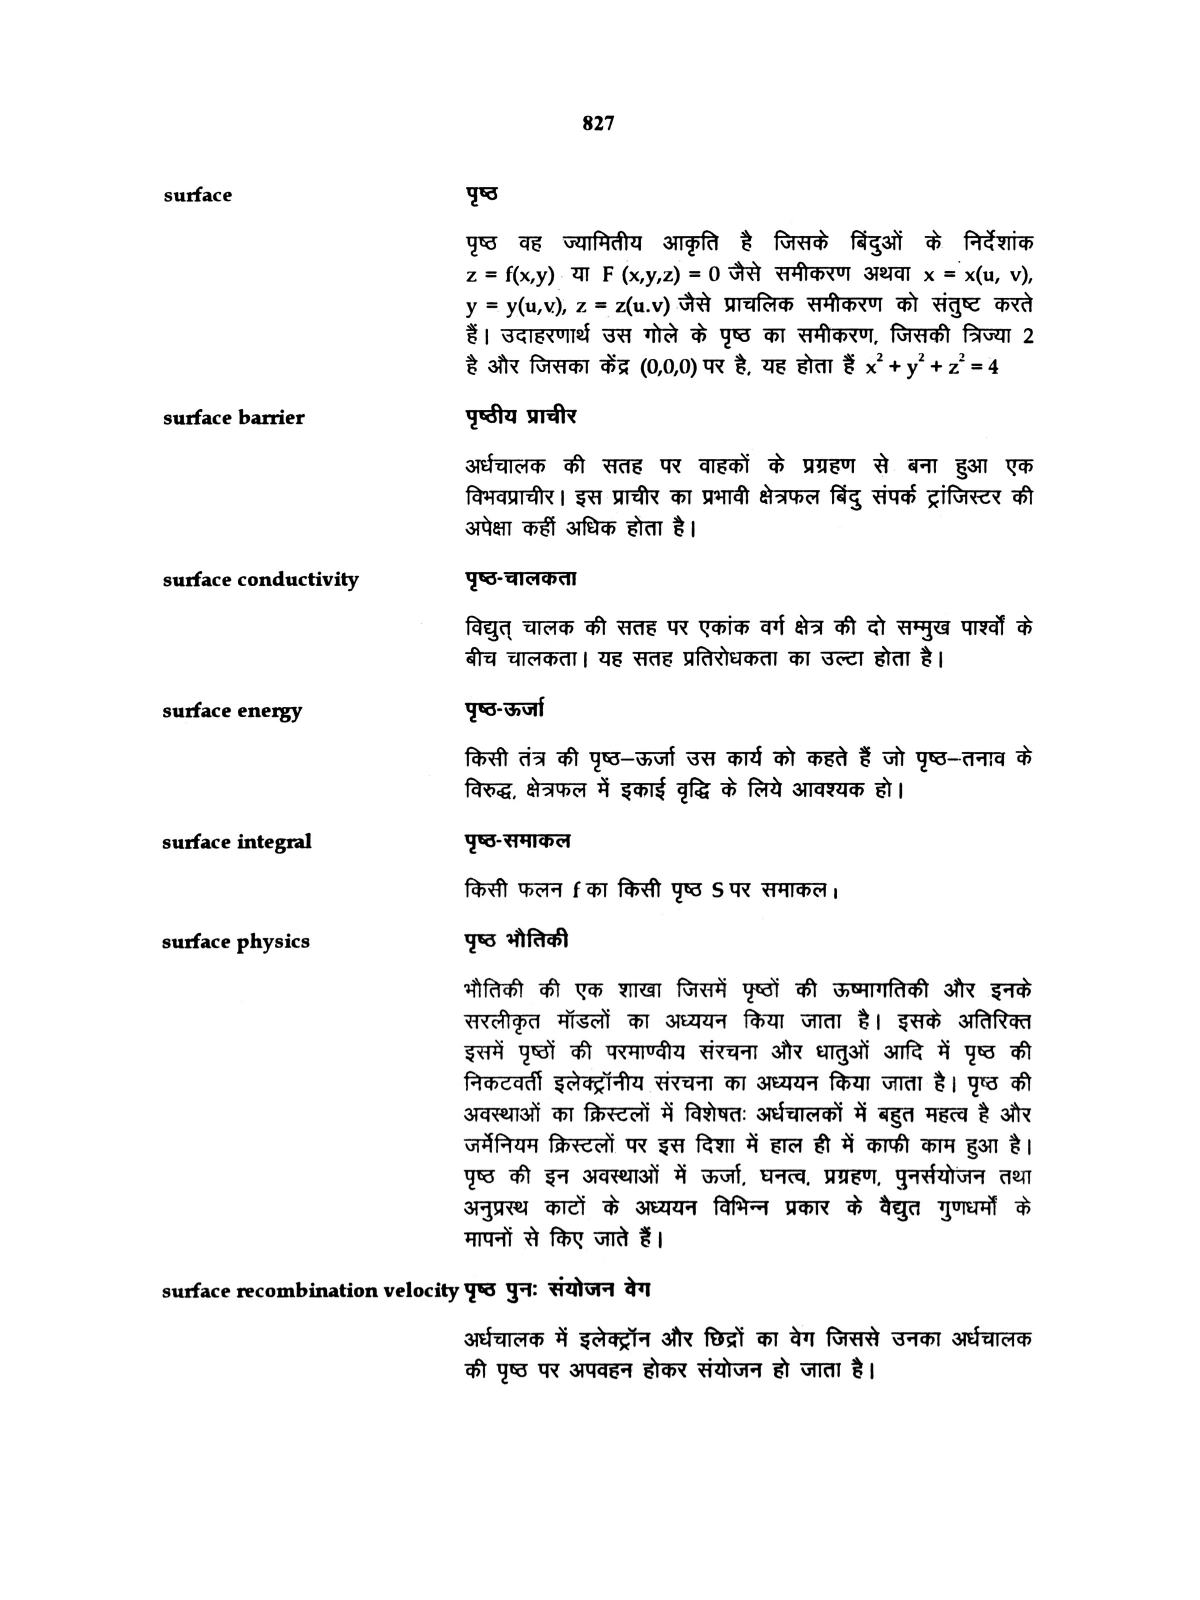 827
surface पृष्ठ
पृष्ठ वह ज्यामितीय आकृति है जिसके बिंदुओं के निर्देशांक
z = f(x,y) या F (x,y,z) = 0 जैसे समीकरण अथवा x = x(u, v),
y = y(u,v), z = z(u.v) जैसे प्राचलिक समीकरण को संतुष्ट करते
हैं। उदाहरणार्थ उस गोले के पृष्ठ का समीकरण, जिसकी त्रिज्या 2
है और जिसका केंद्र (0,0,0) पर है, यह होता हैं x² + y² + z² = 4
surface barrier पृष्ठीय प्राचीर
अर्धचालक की सतह पर वाहकों के प्रग्रहण से बना हुआ एक
विभवप्राचीर। इस प्राचीर का प्रभावी क्षेत्रफल बिंदु संपर्क ट्रांजिस्टर की
अपेक्षा कहीं अधिक होता है।
surface conductivity पृष्ठ-चालकता
विद्युत् चालक की सतह पर एकांक वर्ग क्षेत्र की दो सम्मुख पार्श्वों के
बीच चालकता। यह सतह प्रतिरोधकता का उल्टा होता है।
surface energy पृष्ठ-ऊर्जा
किसी तंत्र की पृष्ठ–ऊर्जा उस कार्य को कहते हैं जो पृष्ठ–तनाव के
विरुद्ध, क्षेत्रफल में इकाई वृद्धि के लिये आवश्यक हो।
surface integral पृष्ठ-समाकल
किसी फलन f का किसी पृष्ठ S पर समाकल।
surface physics पृष्ठ भौतिकी
भौतिकी की एक शाखा जिसमें पृष्ठों की ऊष्मागतिकी और इनके
सरलीकृत मॉडलों का अध्ययन किया जाता है। इसके अतिरिक्त
इसमें पृष्ठों की परमाण्वीय संरचना और धातुओं आदि में पृष्ठ की
निकटवर्ती इलेक्ट्रॉनीय संरचना का अध्ययन किया जाता है। पृष्ठ की
अवस्थाओं का क्रिस्टलों में विशेषतः अर्धचालकों में बहुत महत्व है और
जर्मेनियम क्रिस्टलों पर इस दिशा में हाल ही में काफी काम हुआ है।
पृष्ठ की इन अवस्थाओं में ऊर्जा, घनत्व, प्रग्रहण, पुनर्संयोजन तथा
अनुप्रस्थ काटों के अध्ययन विभिन्न प्रकार के वैद्युत गुणधर्मों के
मापनों से किए जाते हैं।
surface recombination velocity पृष्ठ पुनः संयोजन वेग
अर्धचालक में इलेक्ट्रॉन और छिद्रों का वेग जिससे उनका अर्धचालक
की पृष्ठ पर अपवहन होकर संयोजन हो जाता है।